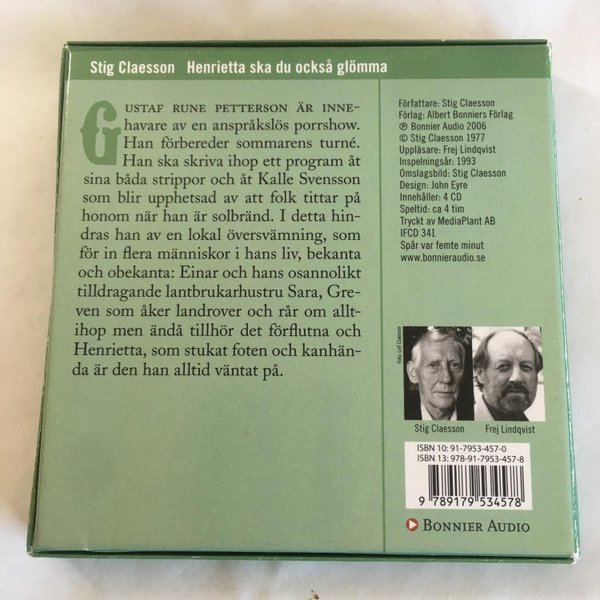 Stig Claesson Henrietta ska du också glömma
GUSTAF RUNE PETTERSON ÄR INNE-
havare av en anspråkslös porrshow.
Han förbereder sommarens turné.
Han ska skriva ihop ett program åt
sina båda strippor och åt Kalle Svensson
som blir upphetsad av att folk tittar på
honom när han är solbränd. I detta hind-
ras han av en lokal översvämning, som
för in flera människor i hans liv, bekanta
och obekanta: Einar och hans osannolikt
tilldragande lantbrukarhustru Sara, Gre-
ven som åker landrover och rår om allt-
ihop men ändå tillhör det förflutna och
Henrietta, som stukat foten och kanhän-
da är den han alltid väntat på.
Författare: Stig Claesson
Förlag: Albert Bonniers Förlag
℗ Bonnier Audio 2006
© Stig Claesson 1977
Uppläsare: Frej Lindqvist
Inspelningsår: 1993
Omslagsbild: Stig Claesson
Design: John Eyre
Innehåller: 4 CD
Speltid: ca 4 tim
Tryckt av MediaPlant AB
IFCD 341
Spår var femte minut
www.bonnieraudio.se
Foto: Leif Claesson
Stig Claesson
Frej Lindqvist
ISBN 10: 91-7953-457-0
ISBN 13: 978-91-7953-457-8
9 789179 534578
BONNIER AUDIO